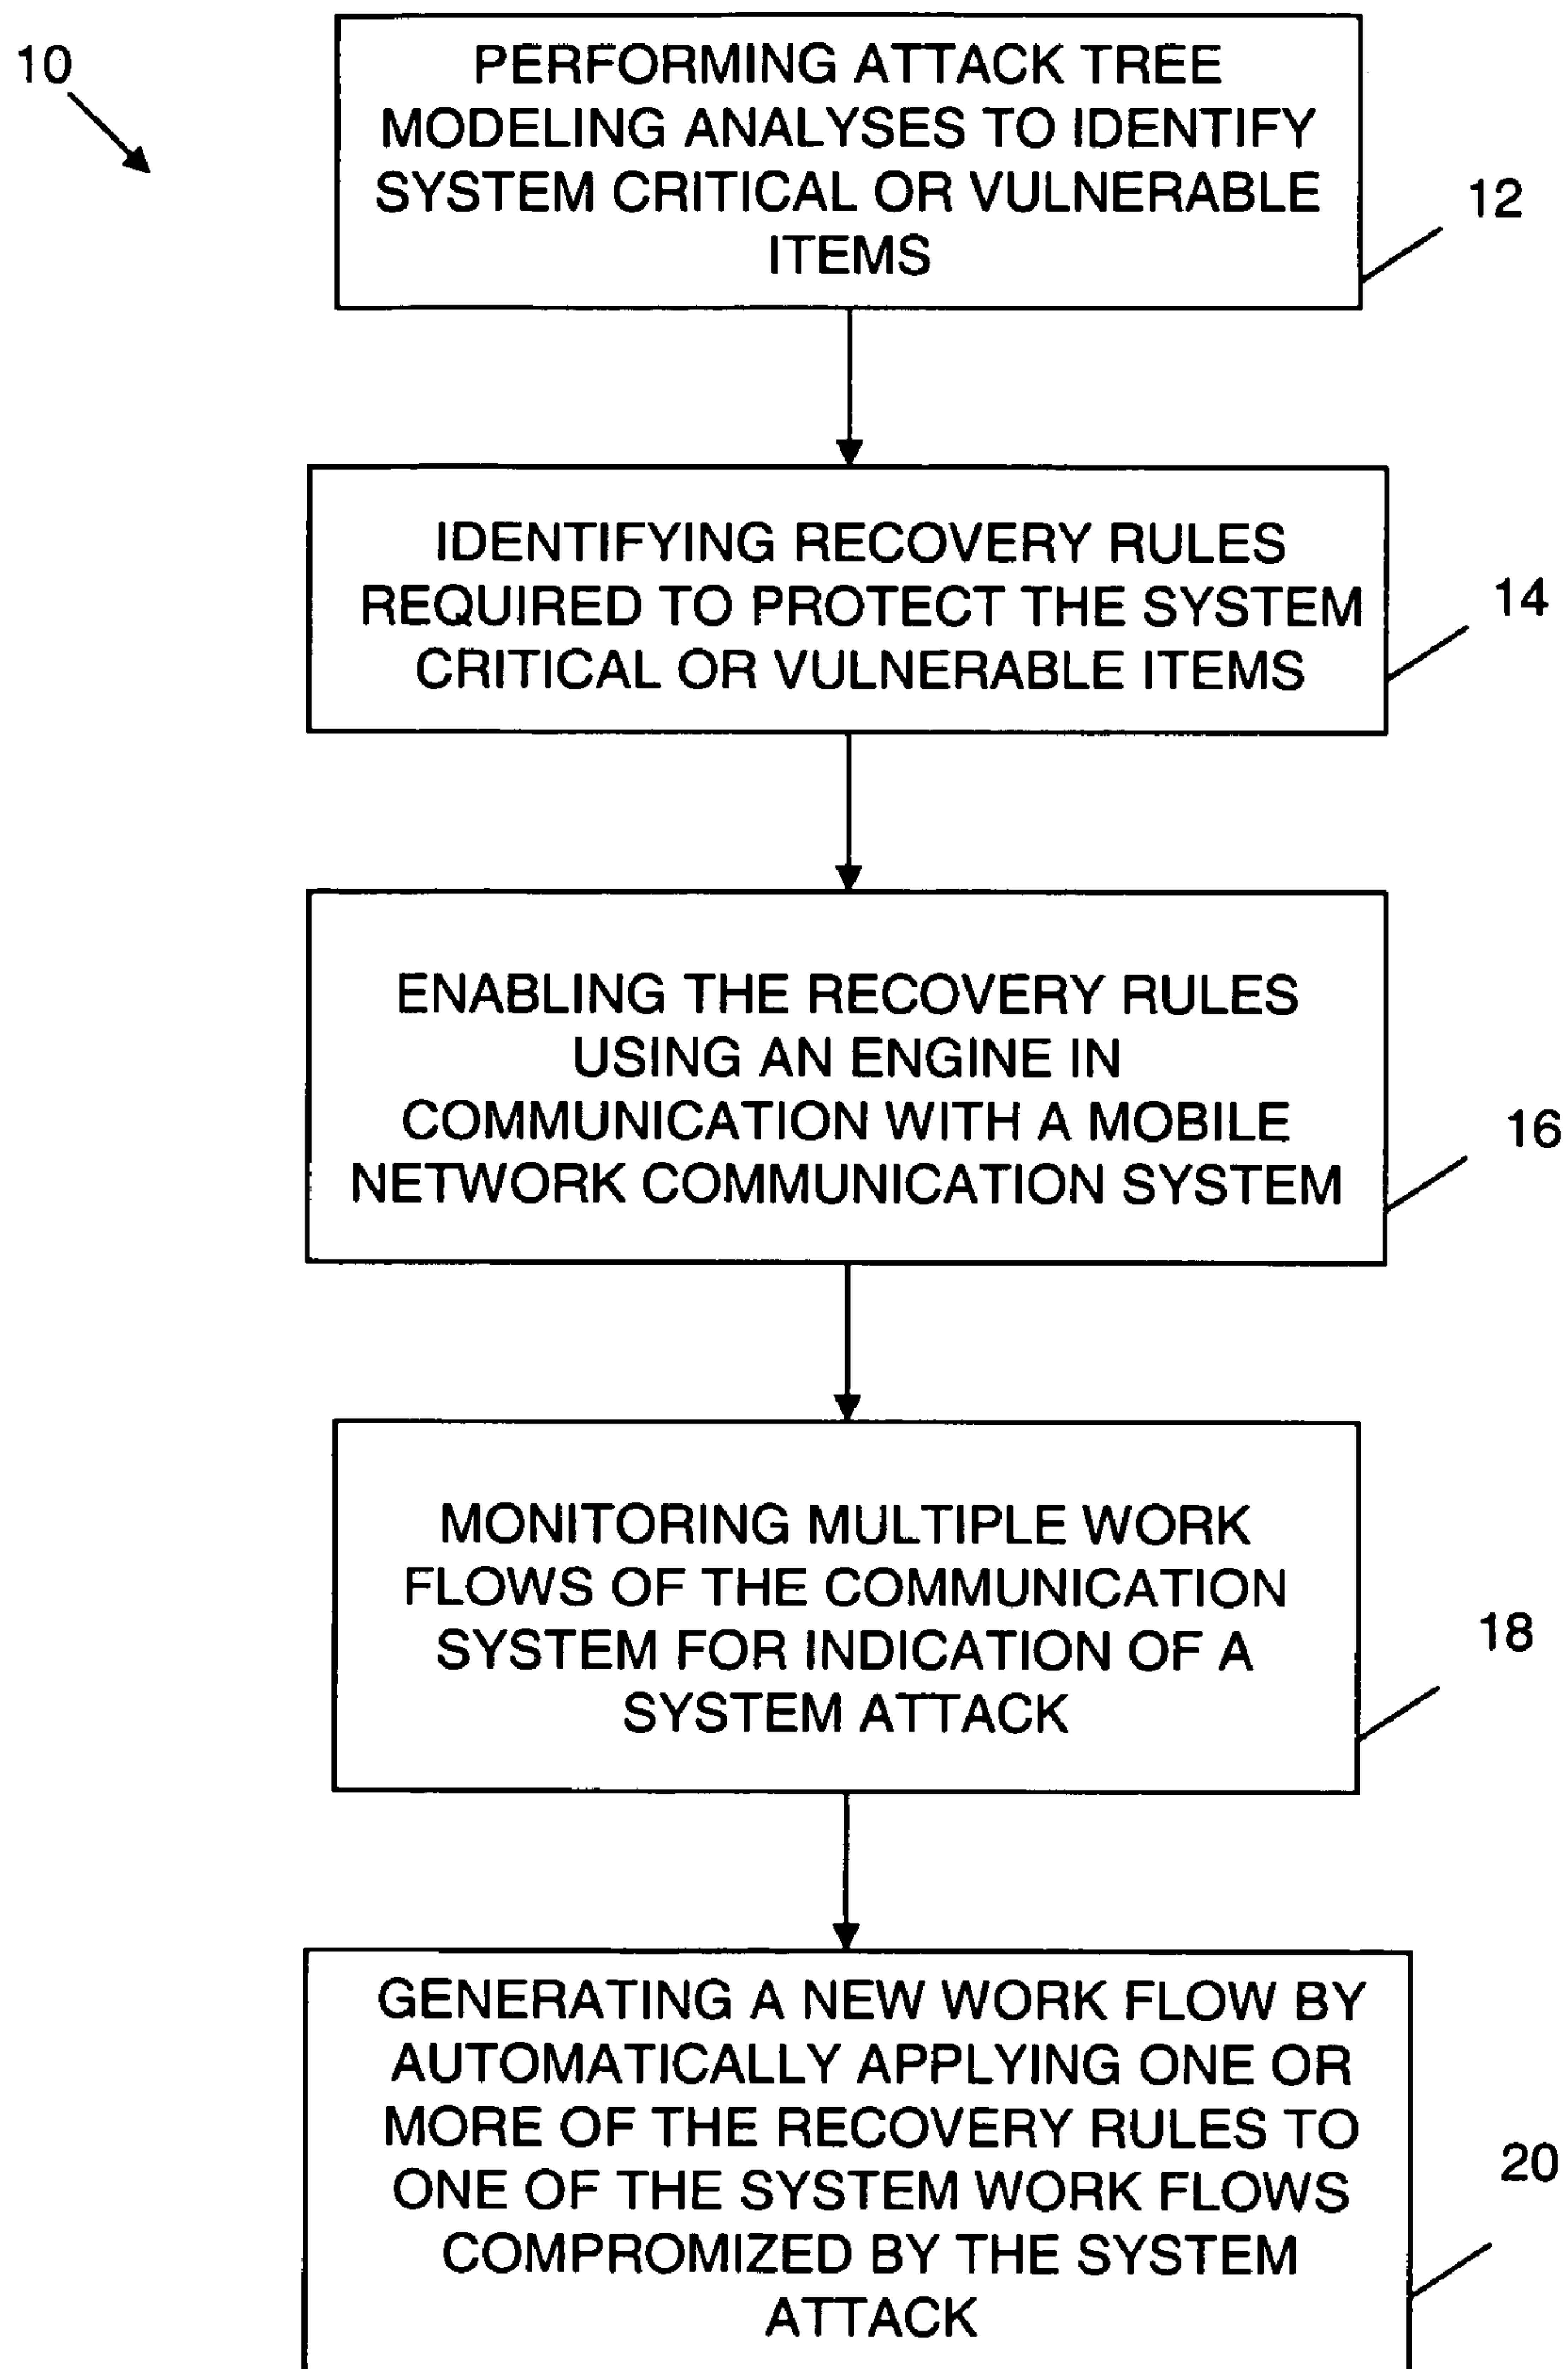 10
PERFORMING ATTACK TREE
MODELING ANALYSES TO IDENTIFY
SYSTEM CRITICAL OR VULNERABLE
ITEMS
12
IDENTIFYING RECOVERY RULES
REQUIRED TO PROTECT THE SYSTEM
CRITICAL OR VULNERABLE ITEMS
14
ENABLING THE RECOVERY RULES
USING AN ENGINE IN
COMMUNICATION WITH A MOBILE
NETWORK COMMUNICATION SYSTEM
16
MONITORING MULTIPLE WORK
FLOWS OF THE COMMUNICATION
SYSTEM FOR INDICATION OF A
SYSTEM ATTACK
18
GENERATING A NEW WORK FLOW BY
AUTOMATICALLY APPLYING ONE OR
MORE OF THE RECOVERY RULES TO
ONE OF THE SYSTEM WORK FLOWS
COMPROMIZED BY THE SYSTEM
ATTACK
20